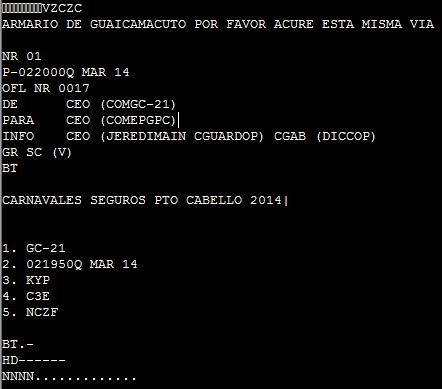 VZCZC
ARMARIO DE GUAICAMACUTO POR FAVOR ACURE ESTA MISMA VIA
NR 01
P-022000Q MAR 14
OFL NR 0017
DE CEO (COMGC-21)
PARA CEO (COMEPGPC)
INFO CEO (JEREDIMAIN CGUARDOP) CGAB (DICCOP)
GR SC (V)
BT
CARNAVALES SEGUROS PTO CABELLO 2014|
1. GC-21
2. 021950Q MAR 14
3. KYP
4. C3E
5. NCZF
BT.-
HD------
NNNN.............